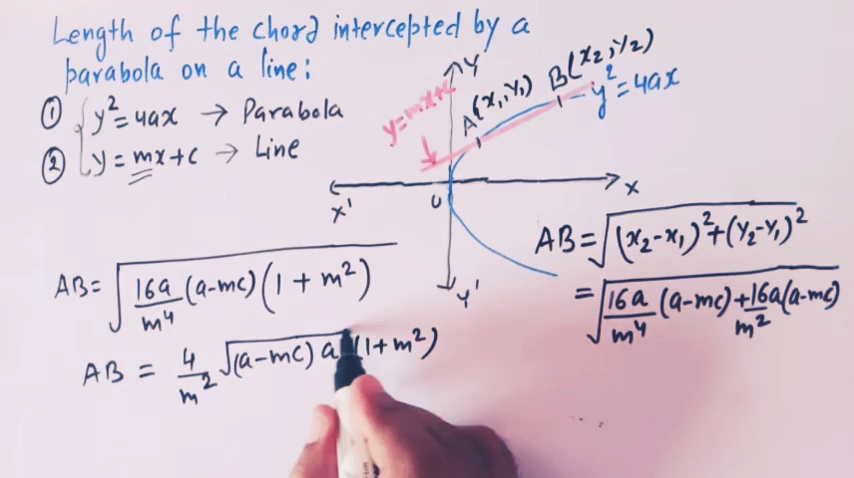 Length of the chord intercepted by a
parabola on a line:
① y²=4ax → Parabola
② y = mx+c → Line
Y
A(x₁,y₁)
B(x₂,y₂)
y²=4ax
y=mx+c
X' O X
Y'
AB=√(x₂-x₁)²+(y₂-y₁)²
=√16a/m⁴ (a-mc)+16a/m² (a-mc)
AB=√16a/m⁴ (a-mc)(1+m²)
AB = 4/m² √(a-mc) a (1+m²)